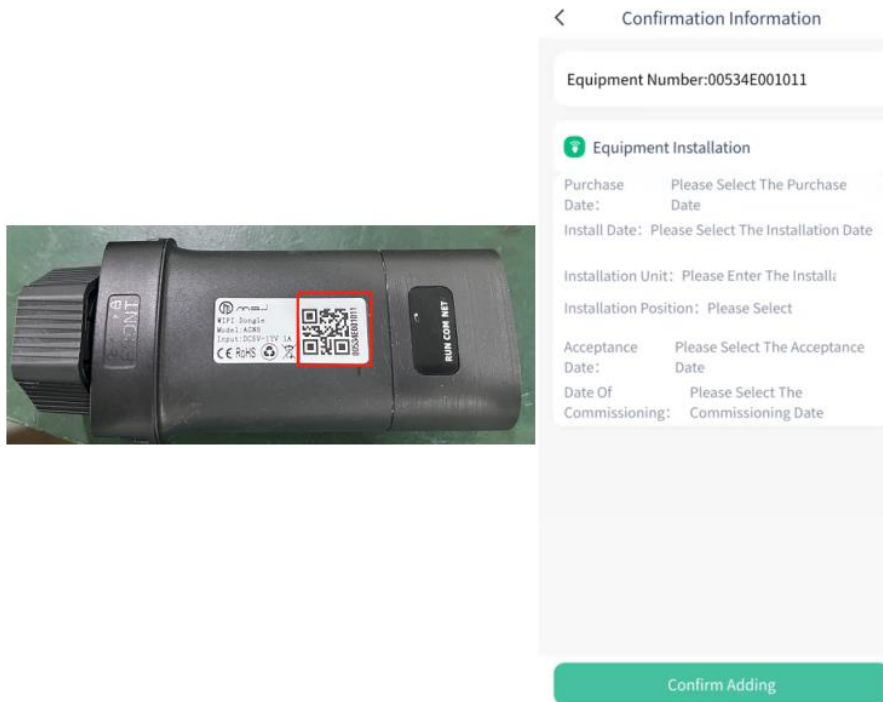 FRONT
WIFI Dongle
Input:DC5V-17V 1A
CE RoHS
00534E001011
RUN COM NET
Confirmation Information
Equipment Number:00534E001011
Equipment Installation
Purchase Date: Please Select The Purchase Date
Install Date: Please Select The Installation Date
Installation Unit: Please Enter The Installa
Installation Position: Please Select
Acceptance Date: Please Select The Acceptance Date
Date Of Commissioning: Please Select The Commissioning Date
Confirm Adding